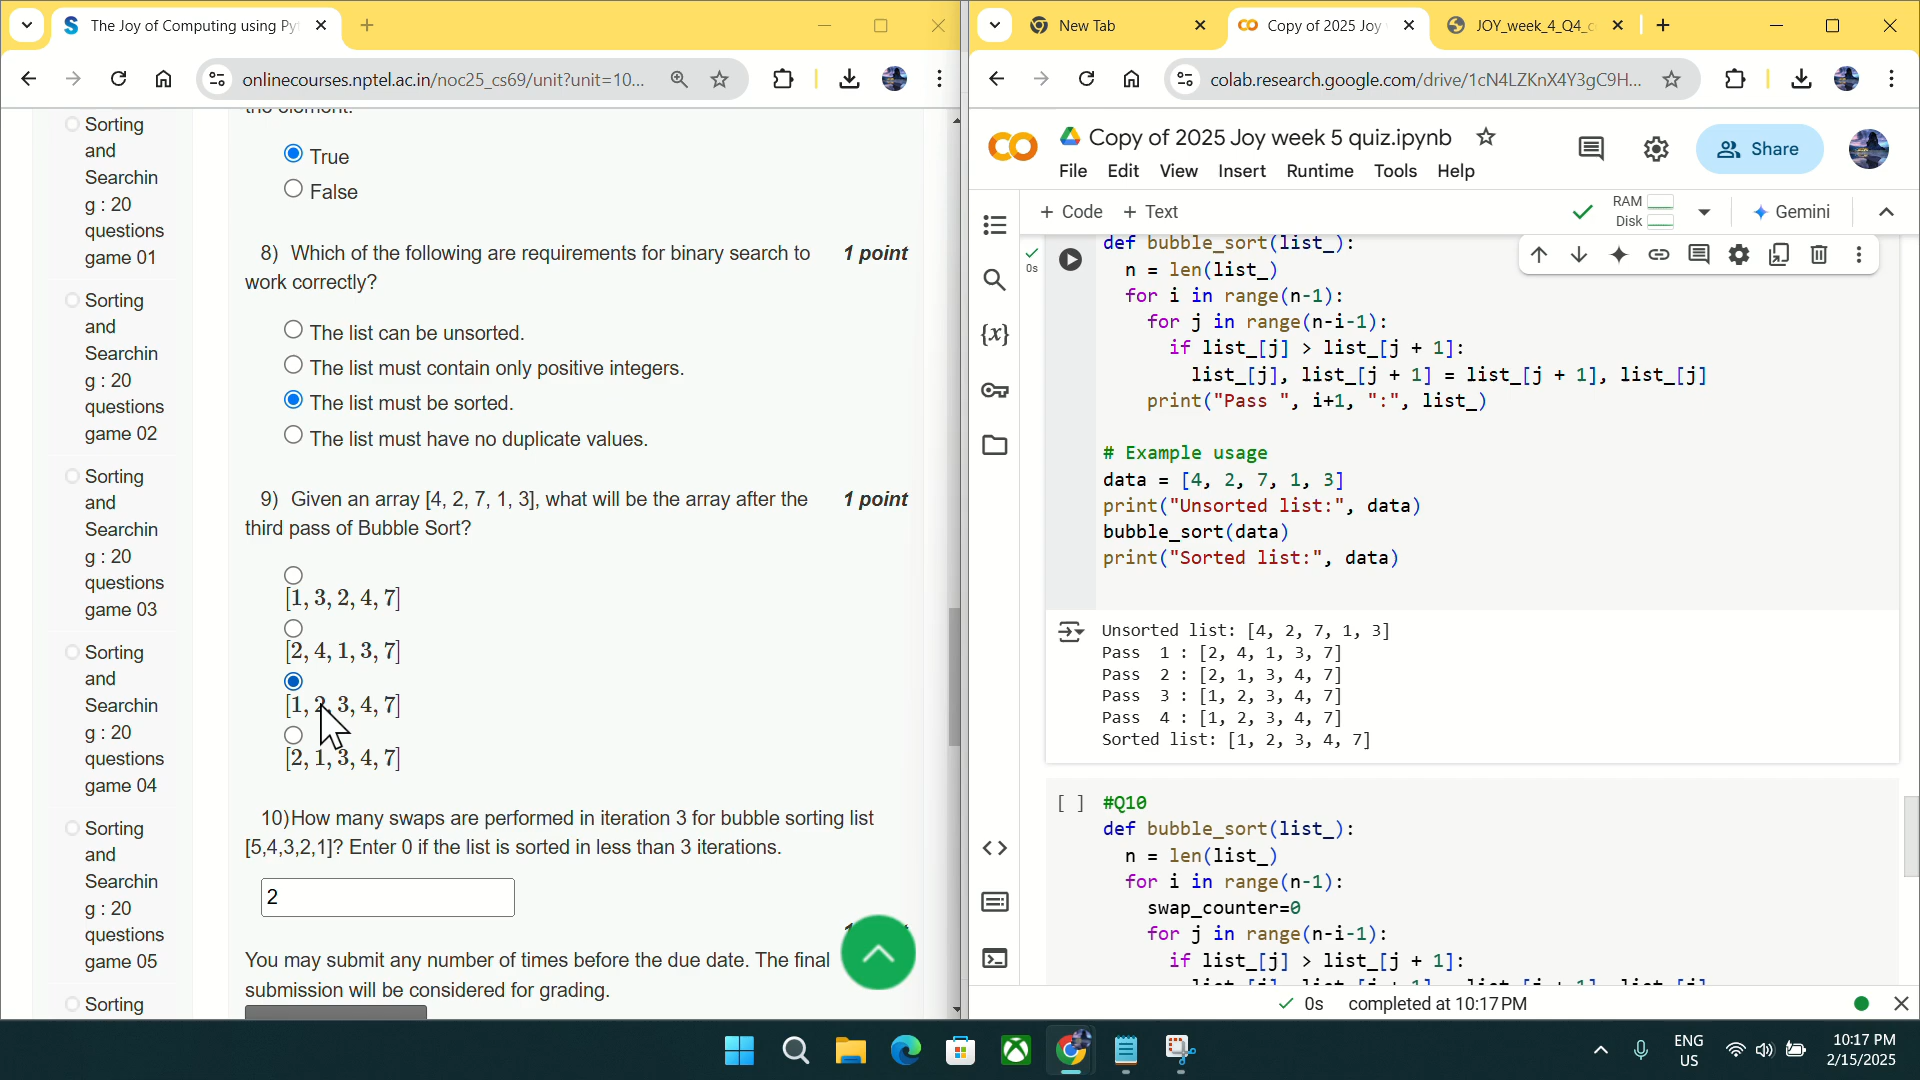 The Joy of Computing using Py
onlinecourses.nptel.ac.in/noc25_cs69/unit?unit=10...
Sorting
and
Searchin
g : 20
questions
game 01
Sorting
and
Searchin
g : 20
questions
game 02
Sorting
and
Searchin
g : 20
questions
game 03
Sorting
and
Searchin
g : 20
questions
game 04
Sorting
and
Searchin
g : 20
questions
game 05
Sorting
the element.
True
False
8) Which of the following are requirements for binary search to 1 point
work correctly?
The list can be unsorted.
The list must contain only positive integers.
The list must be sorted.
The list must have no duplicate values.
9) Given an array [4, 2, 7, 1, 3], what will be the array after the 1 point
third pass of Bubble Sort?
[1, 3, 2, 4, 7]
[2, 4, 1, 3, 7]
[1, 2, 3, 4, 7]
[2, 1, 3, 4, 7]
10)How many swaps are performed in iteration 3 for bubble sorting list
[5,4,3,2,1]? Enter 0 if the list is sorted in less than 3 iterations.
2
You may submit any number of times before the due date. The final
submission will be considered for grading.
New Tab
Copy of 2025 Joy
JOY_week_4_Q4_c
colab.research.google.com/drive/1cN4LZKnX4Y3gC9H...
Copy of 2025 Joy week 5 quiz.ipynb
Share
File Edit View Insert Runtime Tools Help
+ Code + Text
RAM
Disk
Gemini
0s
def bubble_sort(list_):
n = len(list_)
for i in range(n-1):
for j in range(n-i-1):
if list_[j] > list_[j + 1]:
list_[j], list_[j + 1] = list_[j + 1], list_[j]
print("Pass ", i+1, ":", list_)
# Example usage
data = [4, 2, 7, 1, 3]
print("Unsorted list:", data)
bubble_sort(data)
print("Sorted list:", data)
Unsorted list: [4, 2, 7, 1, 3]
Pass 1 : [2, 4, 1, 3, 7]
Pass 2 : [2, 1, 3, 4, 7]
Pass 3 : [1, 2, 3, 4, 7]
Pass 4 : [1, 2, 3, 4, 7]
Sorted list: [1, 2, 3, 4, 7]
[ ] #Q10
def bubble_sort(list_):
n = len(list_)
for i in range(n-1):
swap_counter=0
for j in range(n-i-1):
if list_[j] > list_[j + 1]:
list_[j], list_[j + 1] = list_[j + 1], list_[j]
0s completed at 10:17 PM
ENG
US
10:17 PM
2/15/2025